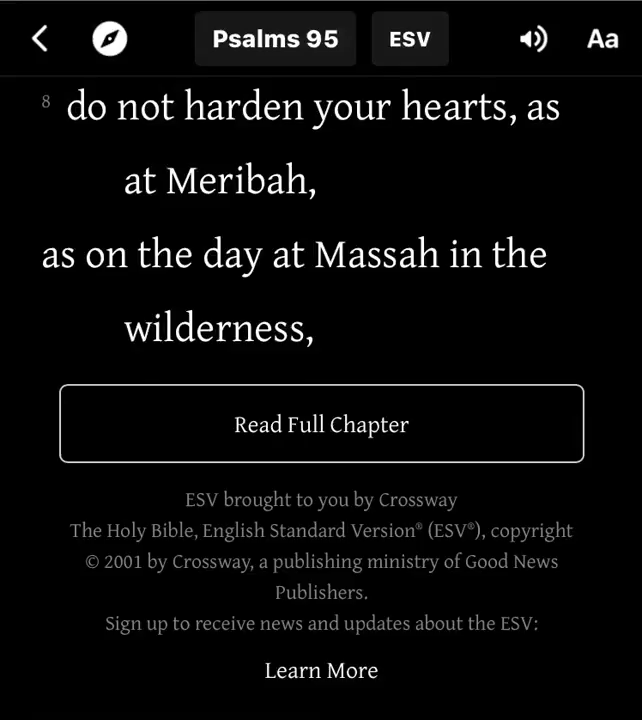 Psalms 95 ESV Aa
8 do not harden your hearts, as
at Meribah,
as on the day at Massah in the
wilderness,
Read Full Chapter
ESV brought to you by Crossway
The Holy Bible, English Standard Version® (ESV®), copyright
© 2001 by Crossway, a publishing ministry of Good News
Publishers.
Sign up to receive news and updates about the ESV:
Learn More